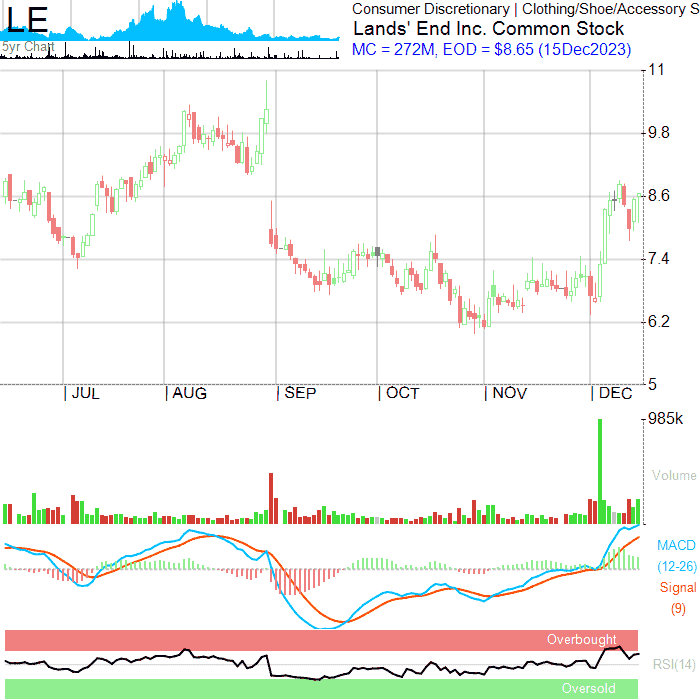 LE
5yr Chart
Consumer Discretionary | Clothing/Shoe/Accessory S
Lands' End Inc. Common Stock
MC = 272M, EOD = $8.65 (15Dec2023)
11
9.8
8.6
7.4
6.2
5
| JUL | AUG | SEP | OCT | NOV | DEC
985k
Volume
MACD
(12-26)
Signal
(9)
Overbought
RSI(14)
Oversold